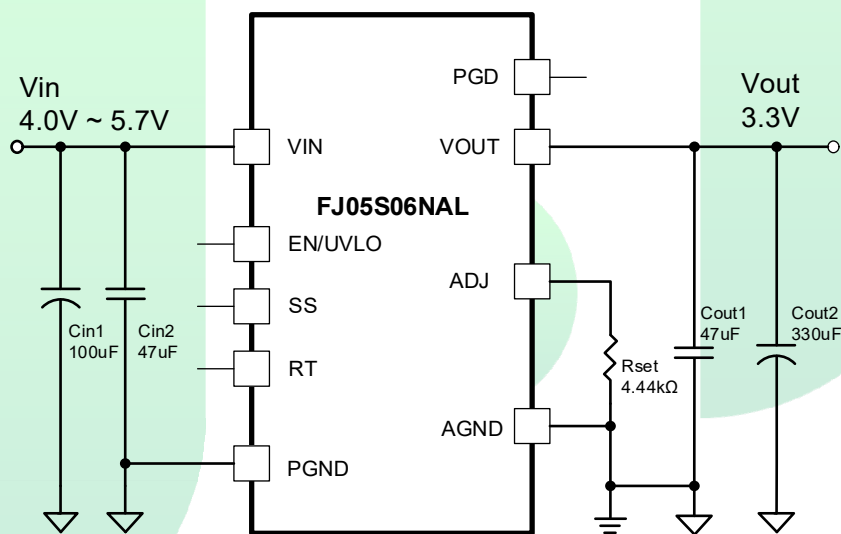 Vin
4.0V ~ 5.7V
PGD
Vout
3.3V
VIN
VOUT
FJ05S06NAL
EN/UVLO
ADJ
SS
Cin1
100uF
Cin2
47uF
Cout1
47uF
Cout2
330uF
RT
Rset
4.44kΩ
AGND
PGND